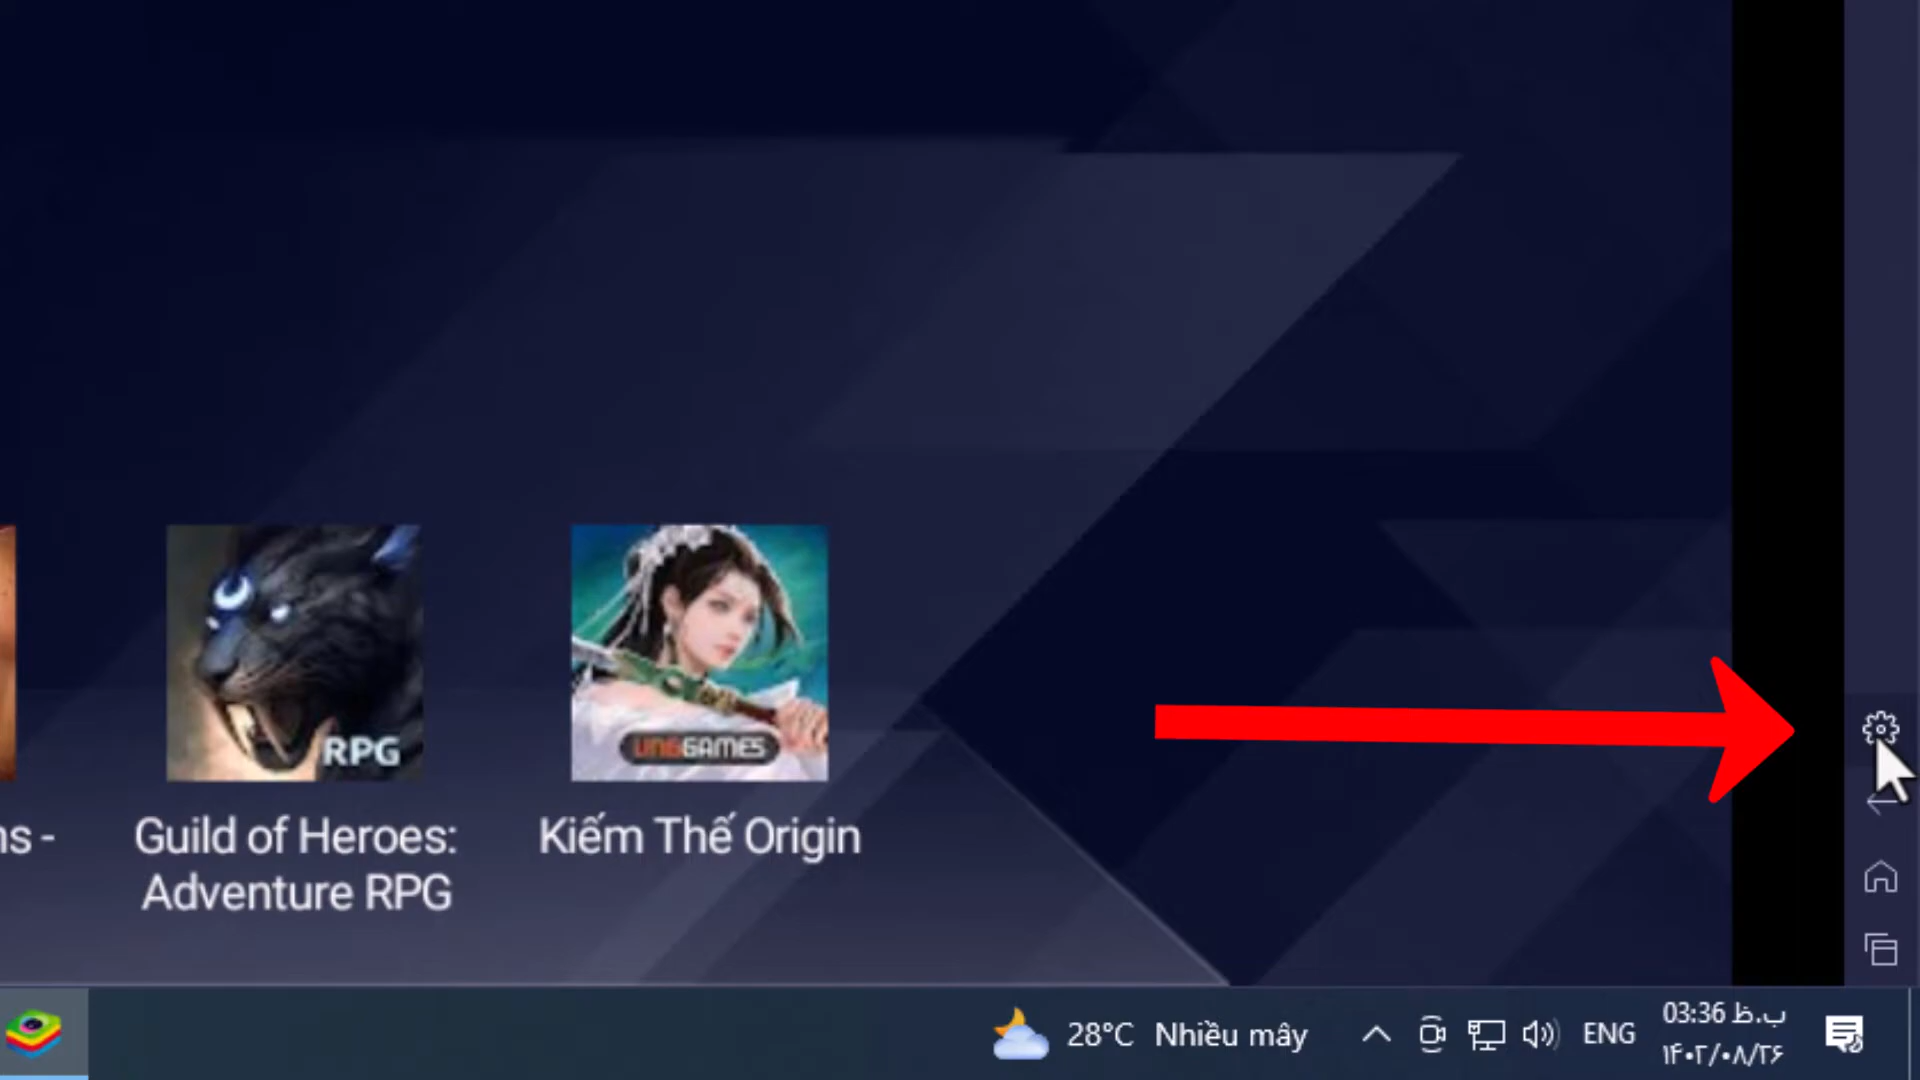 RPG
UN6GAMES
ns -
Guild of Heroes:
Adventure RPG
Kiếm Thế Origin
28°C Nhiều mây
ENG
03:36 ب.ظ
۱۴۰۲/۰۸/۲۶